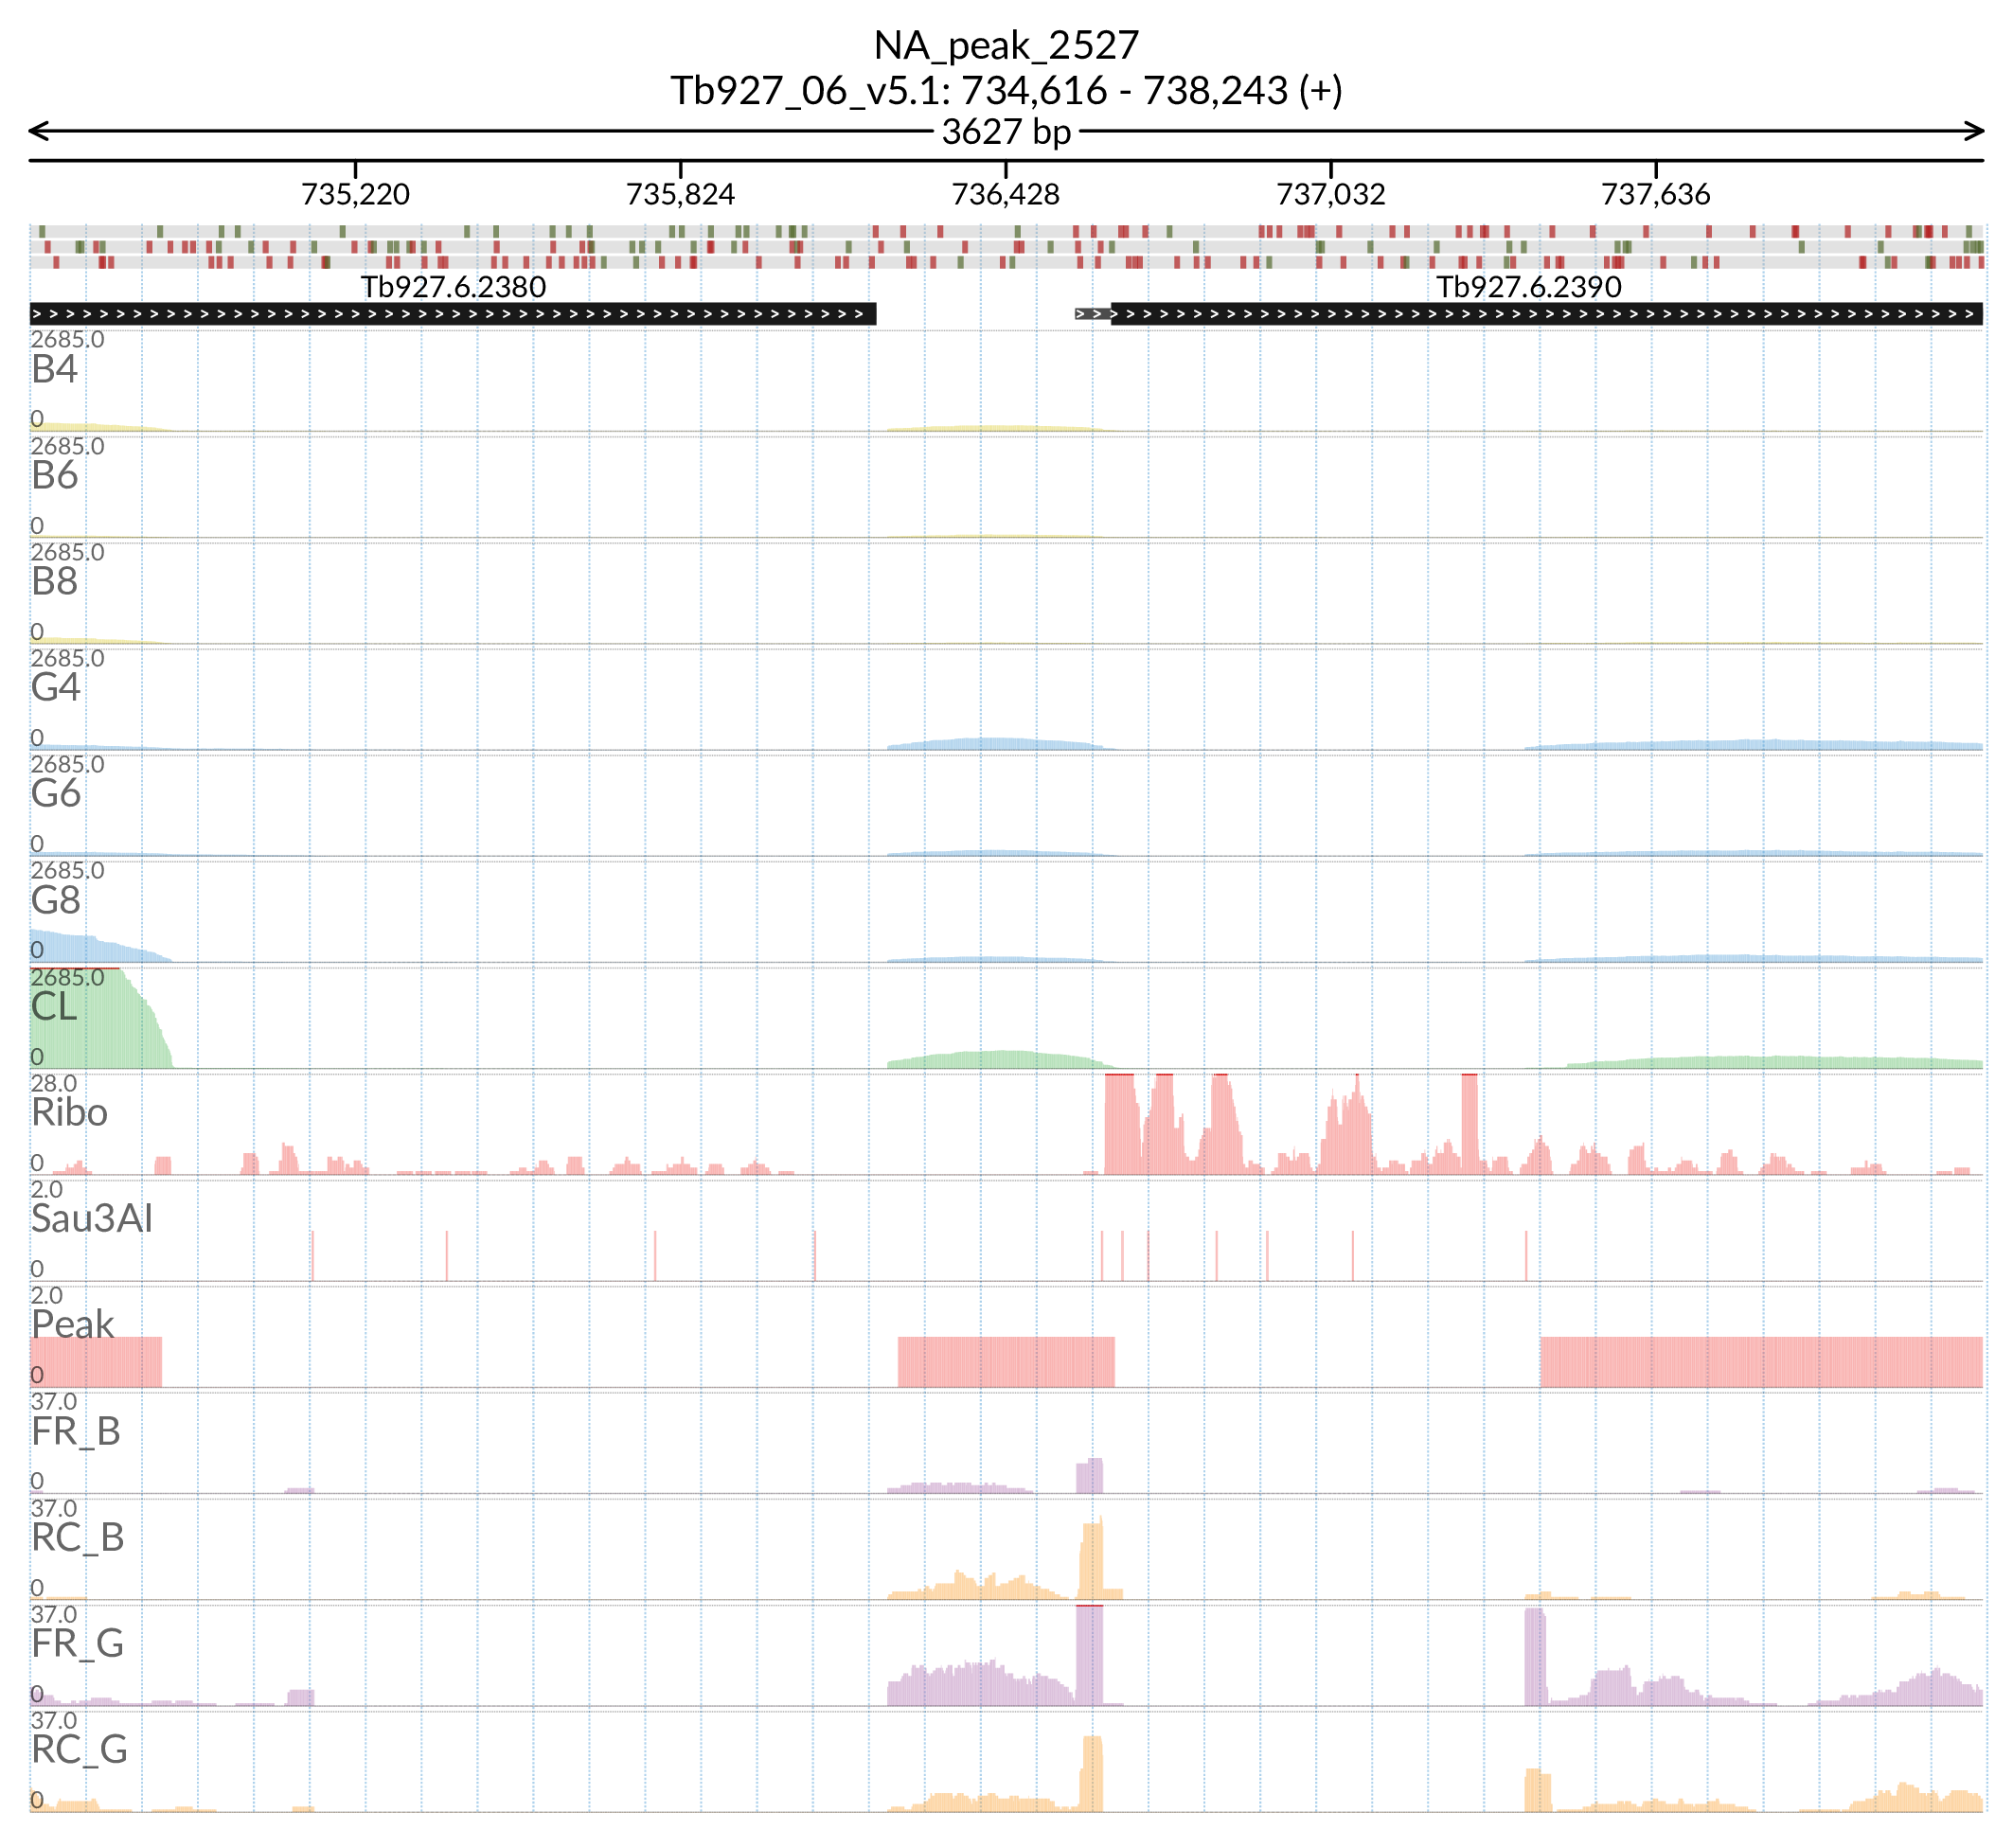 NA_peak_2527
Tb927_06_v5.1: 734,616 - 738,243 (+)
3627 bp
735,220 735,824 736,428 737,032 737,636
Tb927.6.2380 Tb927.6.2390
2685.0
B4
0
2685.0
B6
0
2685.0
B8
0
2685.0
G4
0
2685.0
G6
0
2685.0
G8
0
2685.0
CL
0
28.0
Ribo
0
2.0
Sau3AI
0
2.0
Peak
0
37.0
FR_B
0
37.0
RC_B
0
37.0
FR_G
0
37.0
RC_G
0